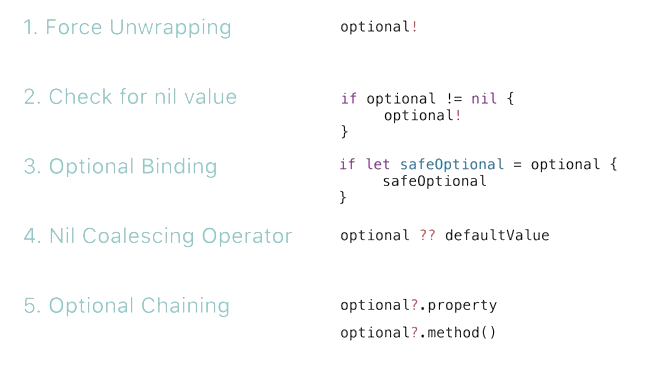 1. Force Unwrapping
optional!
2. Check for nil value
if optional != nil {
optional!
}
3. Optional Binding
if let safeOptional = optional {
safeOptional
}
4. Nil Coalescing Operator
optional ?? defaultValue
5. Optional Chaining
optional?.property
optional?.method()